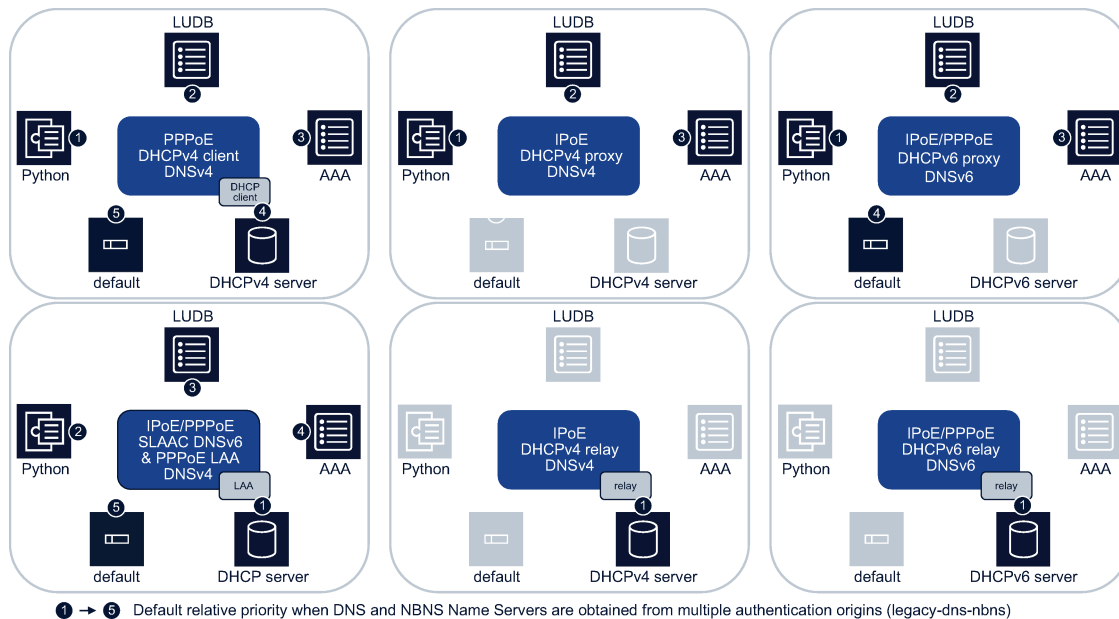 LUDB
2
1
Python
PPPoE
DHCPv4 client
DNSv4
DHCP
client
3
AAA
5
default
4
DHCPv4 server
LUDB
2
1
Python
IPoE
DHCPv4 proxy
DNSv4
3
AAA
default
DHCPv4 server
LUDB
2
1
Python
IPoE/PPPoE
DHCPv6 proxy
DNSv6
3
AAA
4
default
DHCPv6 server
LUDB
3
2
Python
IPoE/PPPoE
SLAAC DNSv6
& PPPoE LAA
DNSv4
LAA
4
AAA
5
default
1
DHCP server
LUDB
Python
IPoE
DHCPv4 relay
DNSv4
relay
AAA
default
1
DHCPv4 server
LUDB
Python
IPoE/PPPoE
DHCPv6 relay
DNSv6
relay
AAA
default
1
DHCPv6 server
1 → 5 Default relative priority when DNS and NBNS Name Servers are obtained from multiple authentication origins (legacy-dns-nbns)